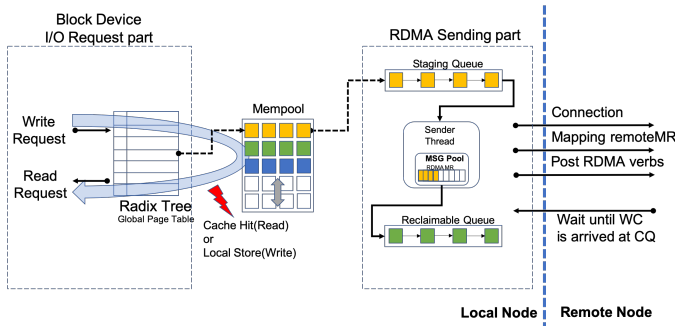 Block Device
I/O Request part
RDMA Sending part
Staging Queue
Mempool
Write
Request
Read
Request
Radix Tree
Global Page Table
Cache Hit(Read)
or
Local Store(Write)
Sender
Thread
MSG Pool
RDMA MR
Reclaimable Queue
Connection
Mapping remoteMR
Post RDMA verbs
Wait until WC
is arrived at CQ
Local Node
Remote Node